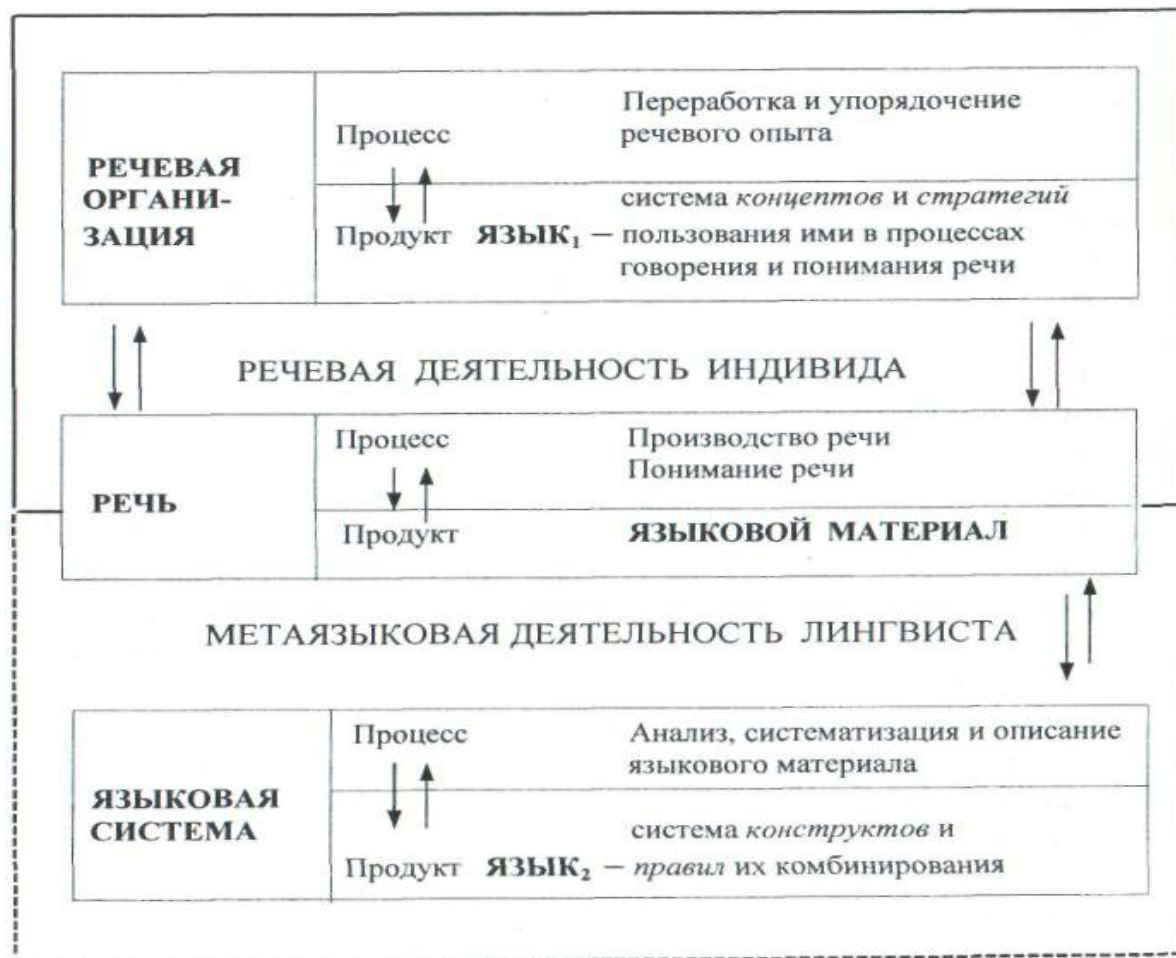 РЕЧЕВАЯ
ОРГАНИ-
ЗАЦИЯ
Процесс
Переработка и упорядочение
речевого опыта
система концептов и стратегий
Продукт ЯЗЫК₁ – пользования ими в процессах
говорения и понимания речи
РЕЧЕВАЯ ДЕЯТЕЛЬНОСТЬ ИНДИВИДА
РЕЧЬ
Процесс
Производство речи
Понимание речи
Продукт ЯЗЫКОВОЙ МАТЕРИАЛ
МЕТАЯЗЫКОВАЯ ДЕЯТЕЛЬНОСТЬ ЛИНГВИСТА
ЯЗЫКОВАЯ
СИСТЕМА
Процесс
Анализ, систематизация и описание
языкового материала
система конструктов и
Продукт ЯЗЫК₂ – правил их комбинирования